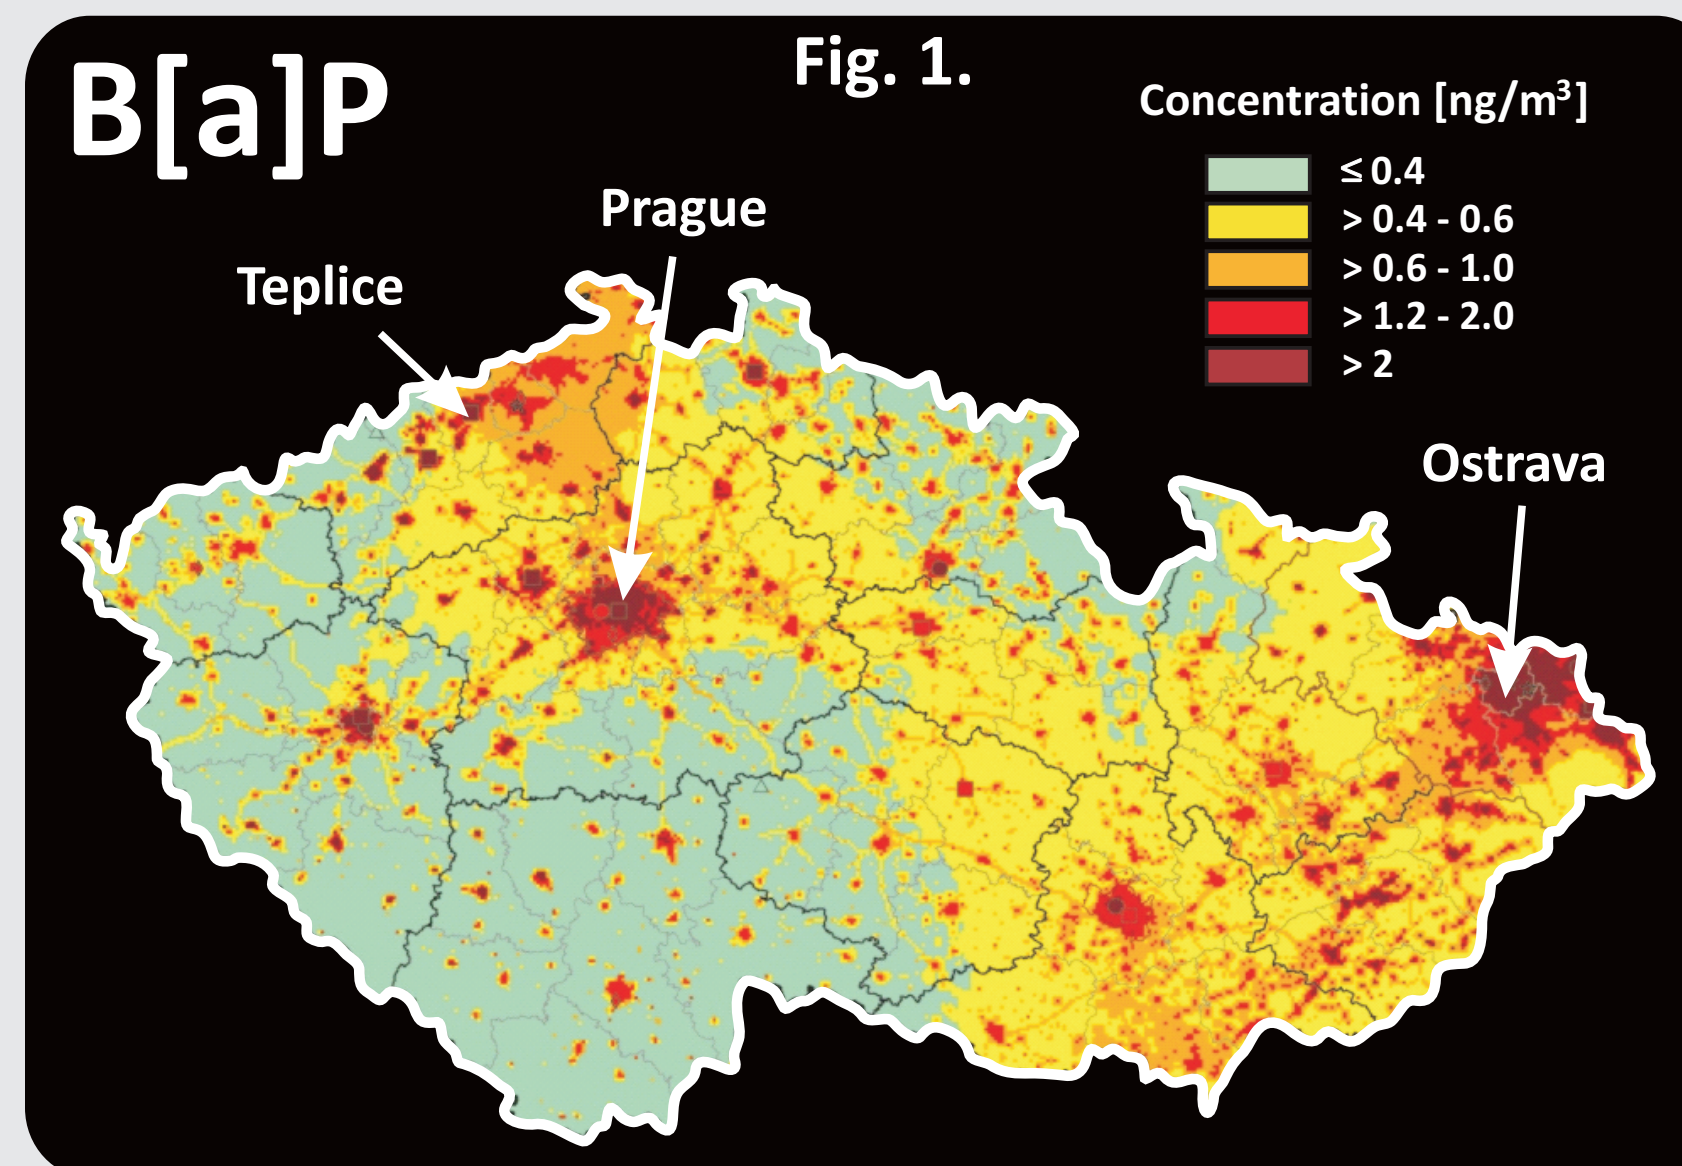 B[a]P
Fig. 1.
Concentration [ng/m³]
≤ 0.4
> 0.4 - 0.6
> 0.6 - 1.0
> 1.2 - 2.0
> 2
Prague
Teplice
Ostrava